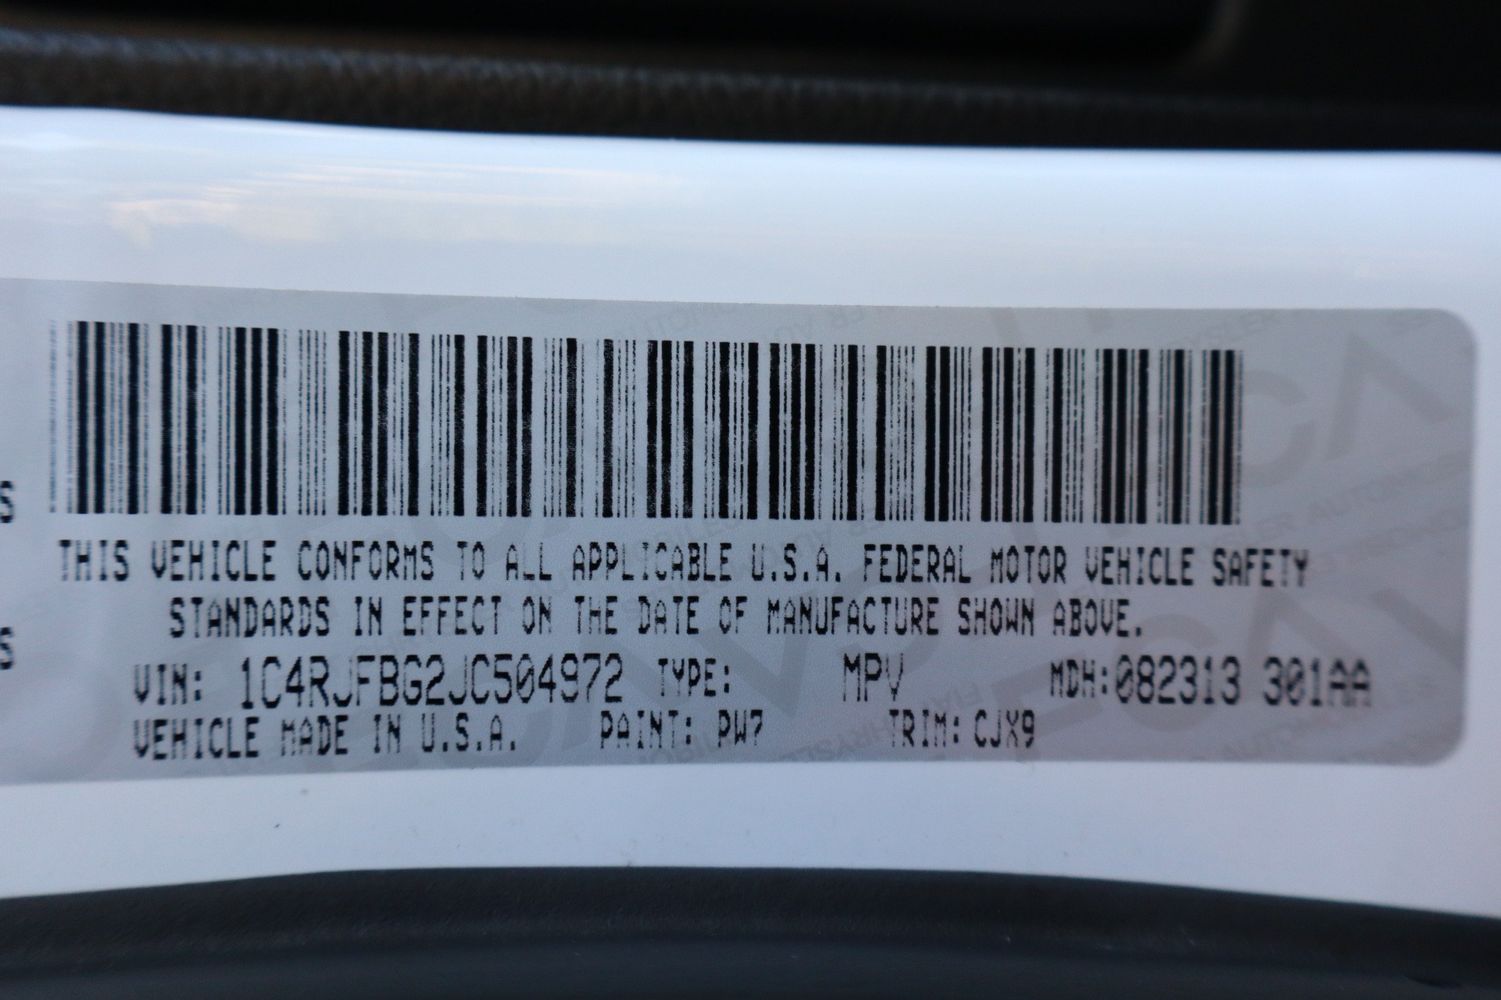 THIS VEHICLE CONFORMS TO ALL APPLICABLE U.S.A. FEDERAL MOTOR VEHICLE SAFETY
STANDARDS IN EFFECT ON THE DATE OF MANUFACTURE SHOWN ABOVE.
VIN: 1C4RJFBG2JC504972 TYPE: MPV MDH:082313 301AA
VEHICLE MADE IN U.S.A. PAINT: PW7 TRIM: CJX9